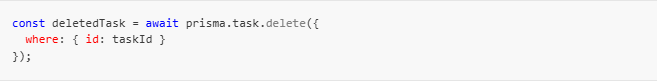 const deletedTask = await prisma.task.delete({
  where: { id: taskId }
});